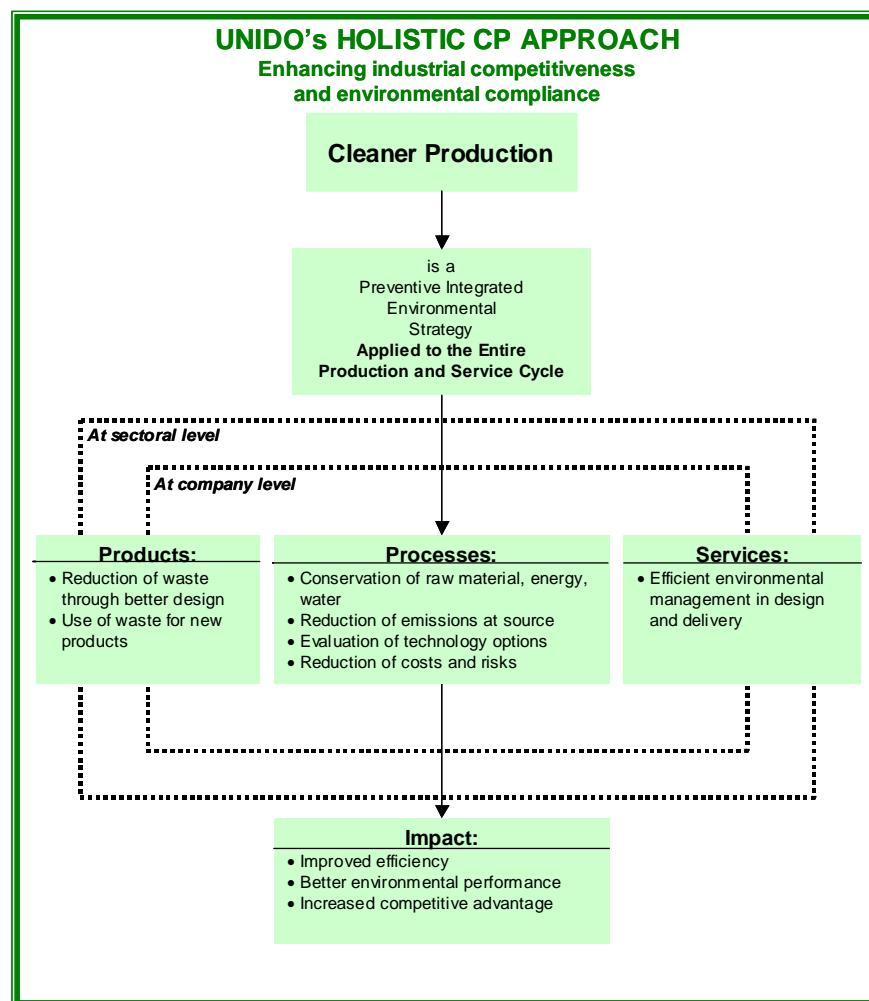 UNIDO's HOLISTIC CP APPROACH
Enhancing industrial competitiveness
and environmental compliance
Cleaner Production
is a
Preventive Integrated
Environmental
Strategy
Applied to the Entire
Production and Service Cycle
At sectoral level
At company level
Products:
• Reduction of waste
through better design
• Use of waste for new
products
Processes:
• Conservation of raw material, energy,
water
• Reduction of emissions at source
• Evaluation of technology options
• Reduction of costs and risks
Services:
• Efficient environmental
management in design
and delivery
Impact:
• Improved efficiency
• Better environmental performance
• Increased competitive advantage